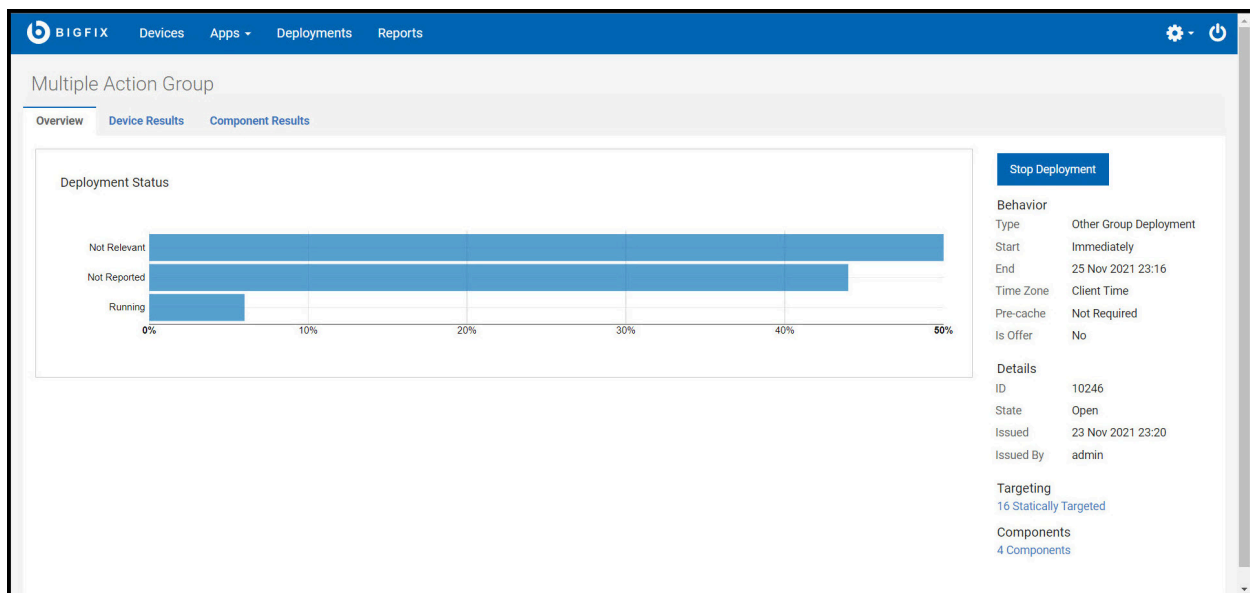 BIGFIX Devices Apps Deployments Reports
Multiple Action Group
Overview Device Results Component Results
Deployment Status
Not Relevant
Not Reported
Running
0% 10% 20% 30% 40% 50%
Stop Deployment
Behavior
Type Other Group Deployment
Start Immediately
End 25 Nov 2021 23:16
Time Zone Client Time
Pre-cache Not Required
Is Offer No
Details
ID 10246
State Open
Issued 23 Nov 2021 23:20
Issued By admin
Targeting
16 Statically Targeted
Components
4 Components